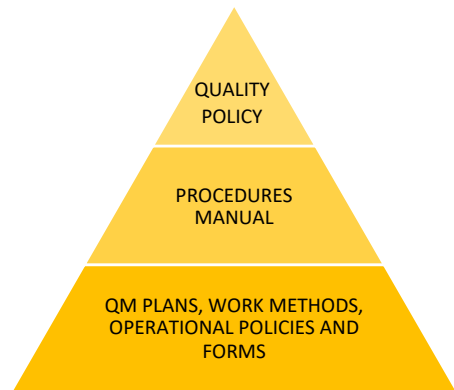 QUALITY
POLICY
PROCEDURES
MANUAL
QM PLANS, WORK METHODS,
OPERATIONAL POLICIES AND
FORMS